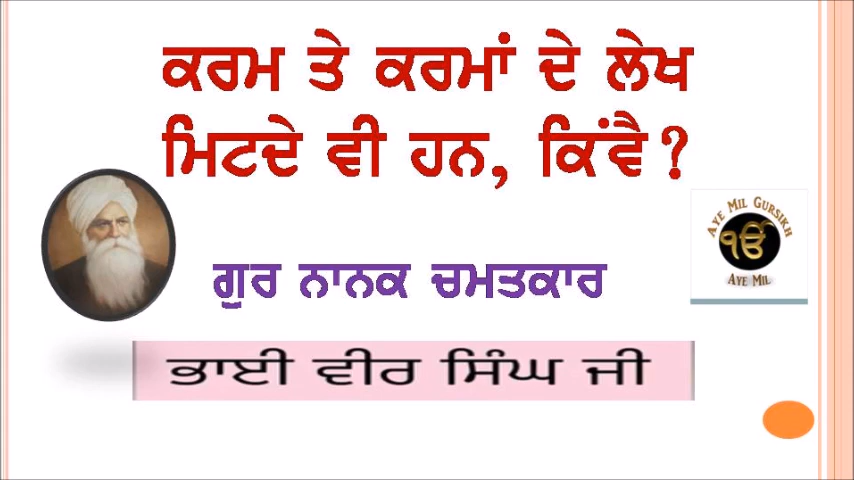 ਕਰਮ ਤੇ ਕਰਮਾਂ ਦੇ ਲੇਖ
ਮਿਟਦੇ ਵੀ ਹਨ, ਕਿਂਵੈ?
AYE MIL GURSIKH
ੴ
AYE MIL
ਗੁਰ ਨਾਨਕ ਚਮਤਕਾਰ
ਭਾਈ ਵੀਰ ਸਿੰਘ ਜੀ